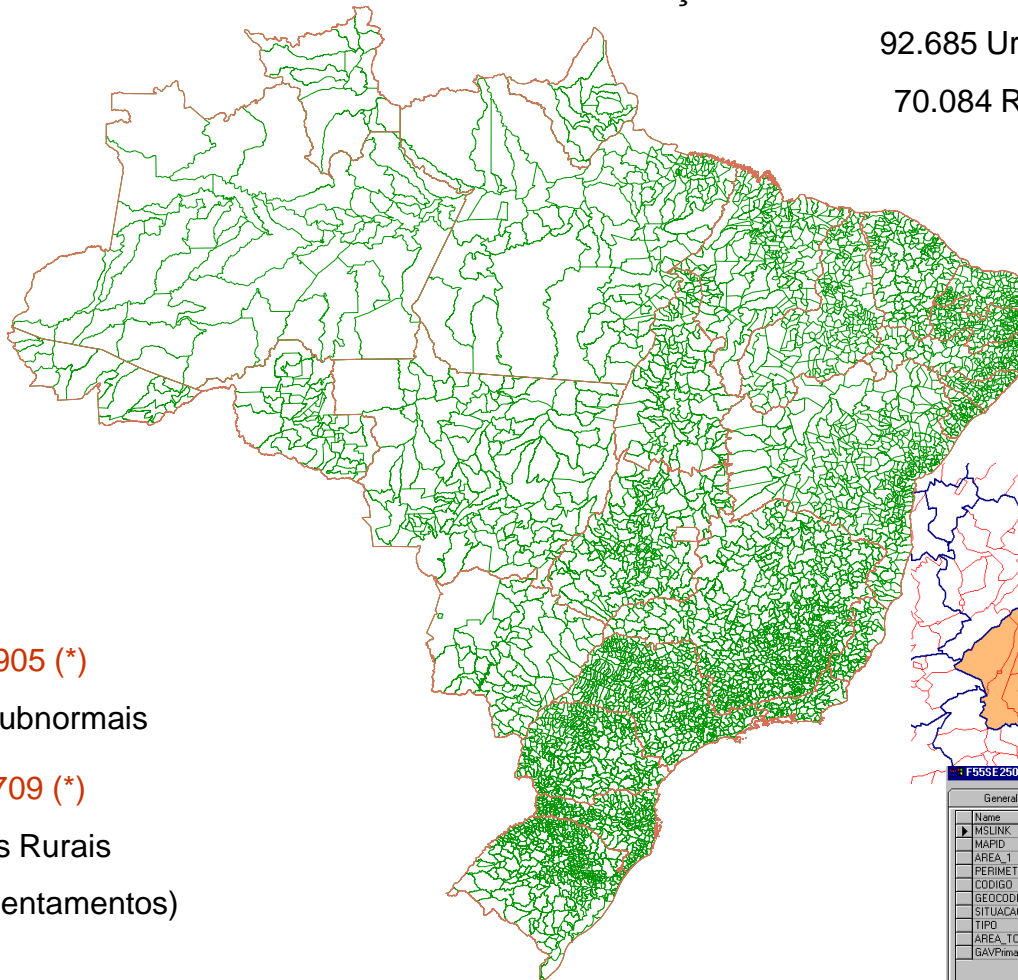 92.685 Ur
70.084 R
905 (*)
ubnormais
709 (*)
s Rurais
entamentos)
F55SE250
General
Name
MSLINK
MAPID
AREA_1
PERIMET
CODIGO
GEOCODI
SITUACA
TIPO
AREA_TO
GAVPrima